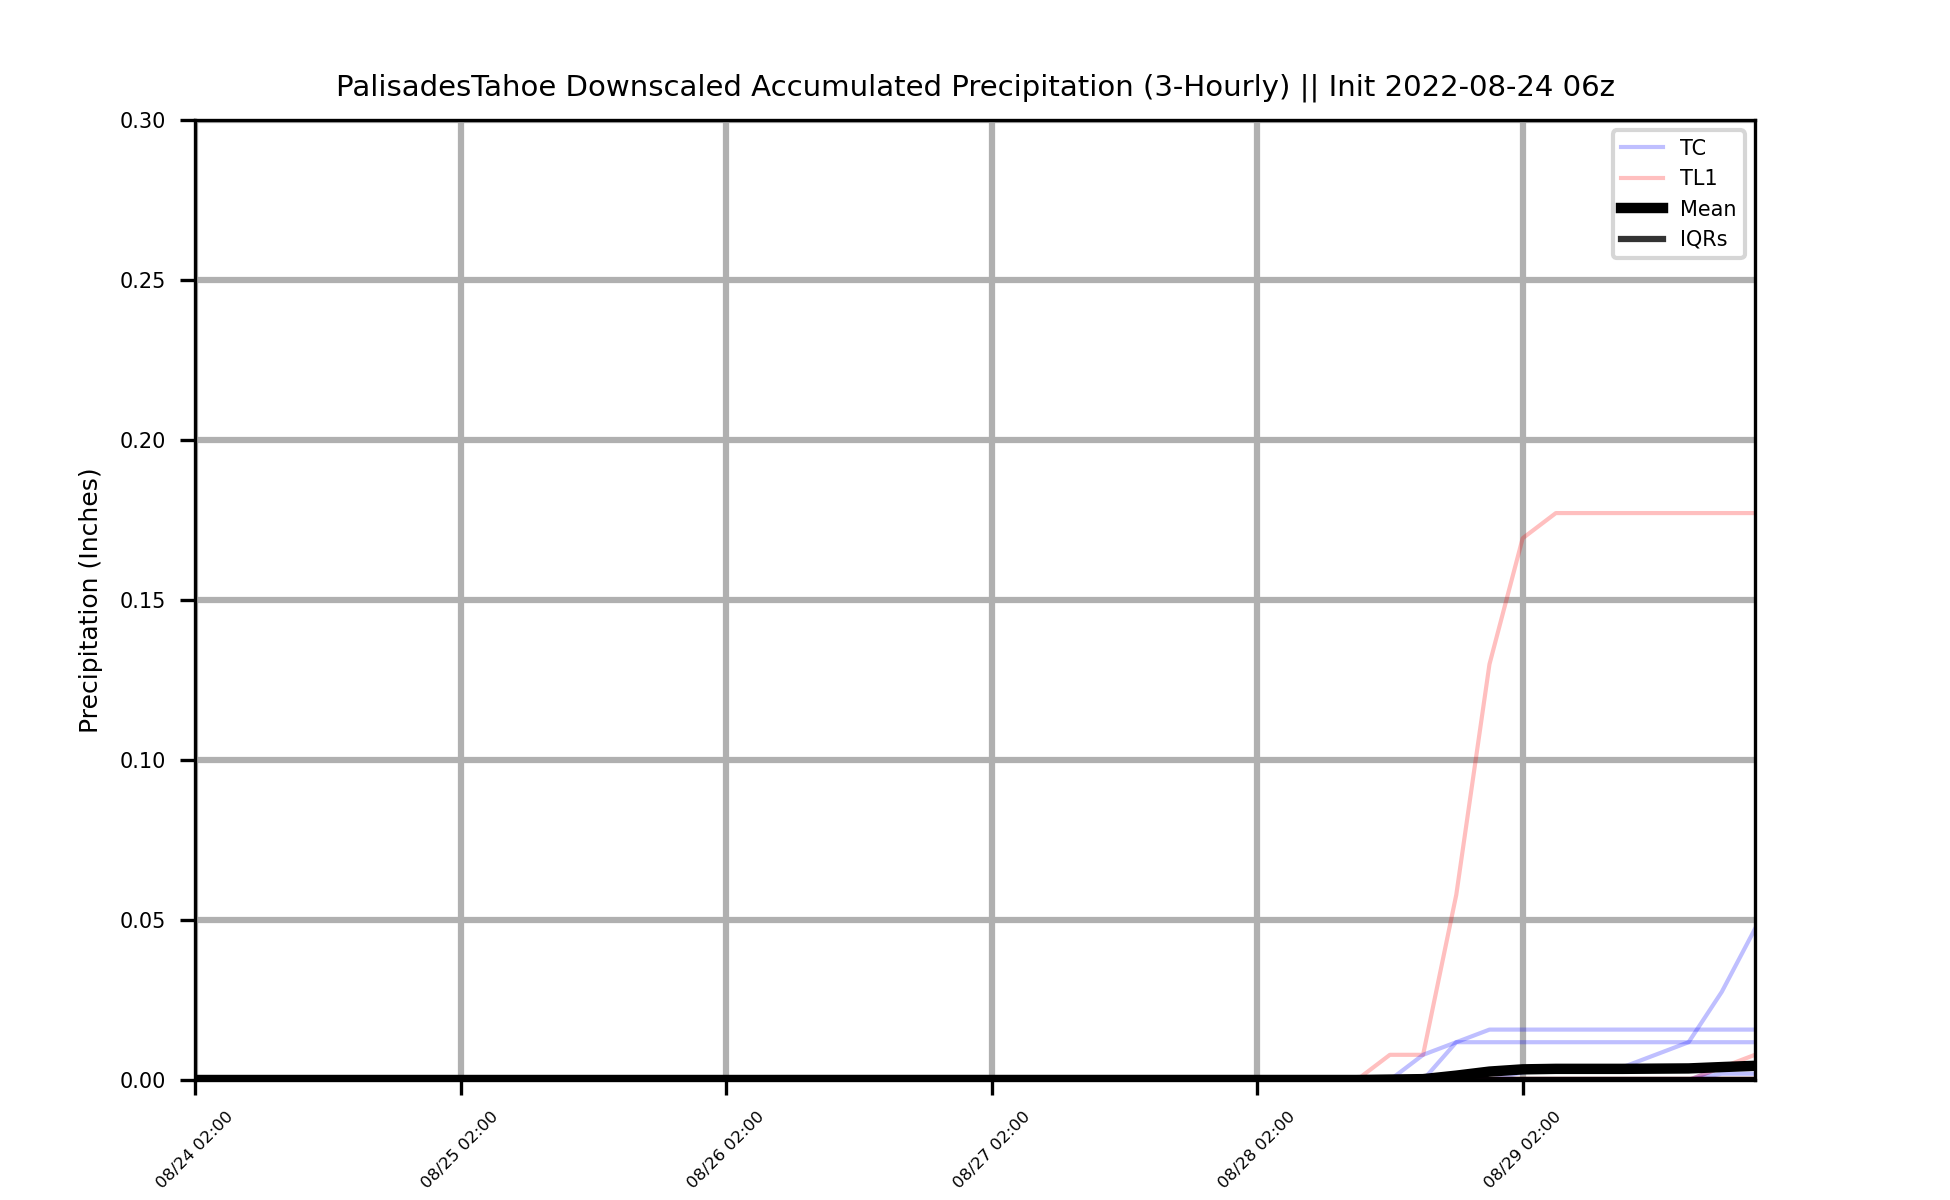 PalisadesTahoe Downscaled Accumulated Precipitation (3-Hourly) || Init 2022-08-24 06z
TC
TL1
Mean
IQRs
Precipitation (Inches)
0.30
0.25
0.20
0.15
0.10
0.05
0.00
08/24 02:00
08/25 02:00
08/26 02:00
08/27 02:00
08/28 02:00
08/29 02:00